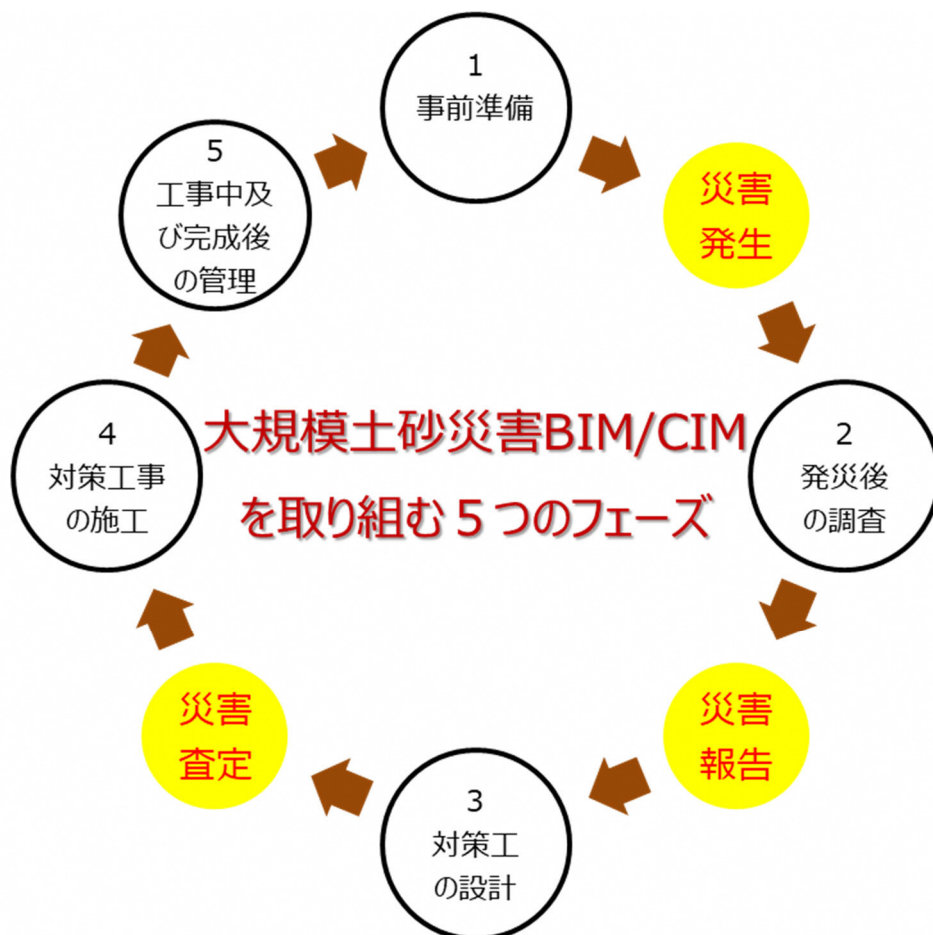 1
事前準備
災害
発生
2
発災後
の調査
災害
報告
3
対策工
の設計
災害
査定
4
対策工事
の施工
5
工事中及
び完成後
の管理
大規模土砂災害BIM/CIM
を取り組む５つのフェーズ